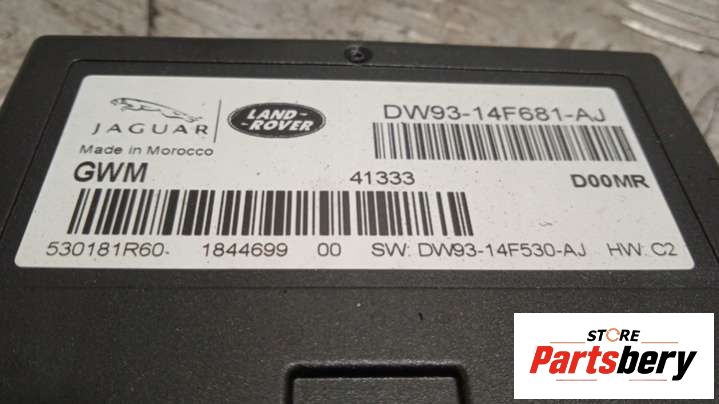 JAGUAR
LAND-
ROVER
DW93-14F681-AJ
Made in Morocco
GWM 41333 D00MR
530181R60- 1844699 00 SW: DW93-14F530-AJ HW: C2
STORE
Partsbery